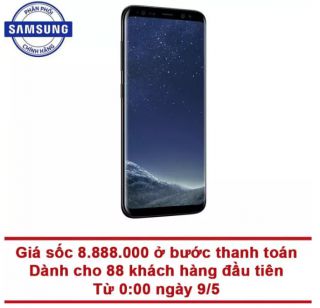 PHÂN PHỐI
SAMSUNG
CHÍNH HÃNG
Giá sốc 8.888.000 ở bước thanh toán
Dành cho 88 khách hàng đầu tiên
Từ 0:00 ngày 9/5